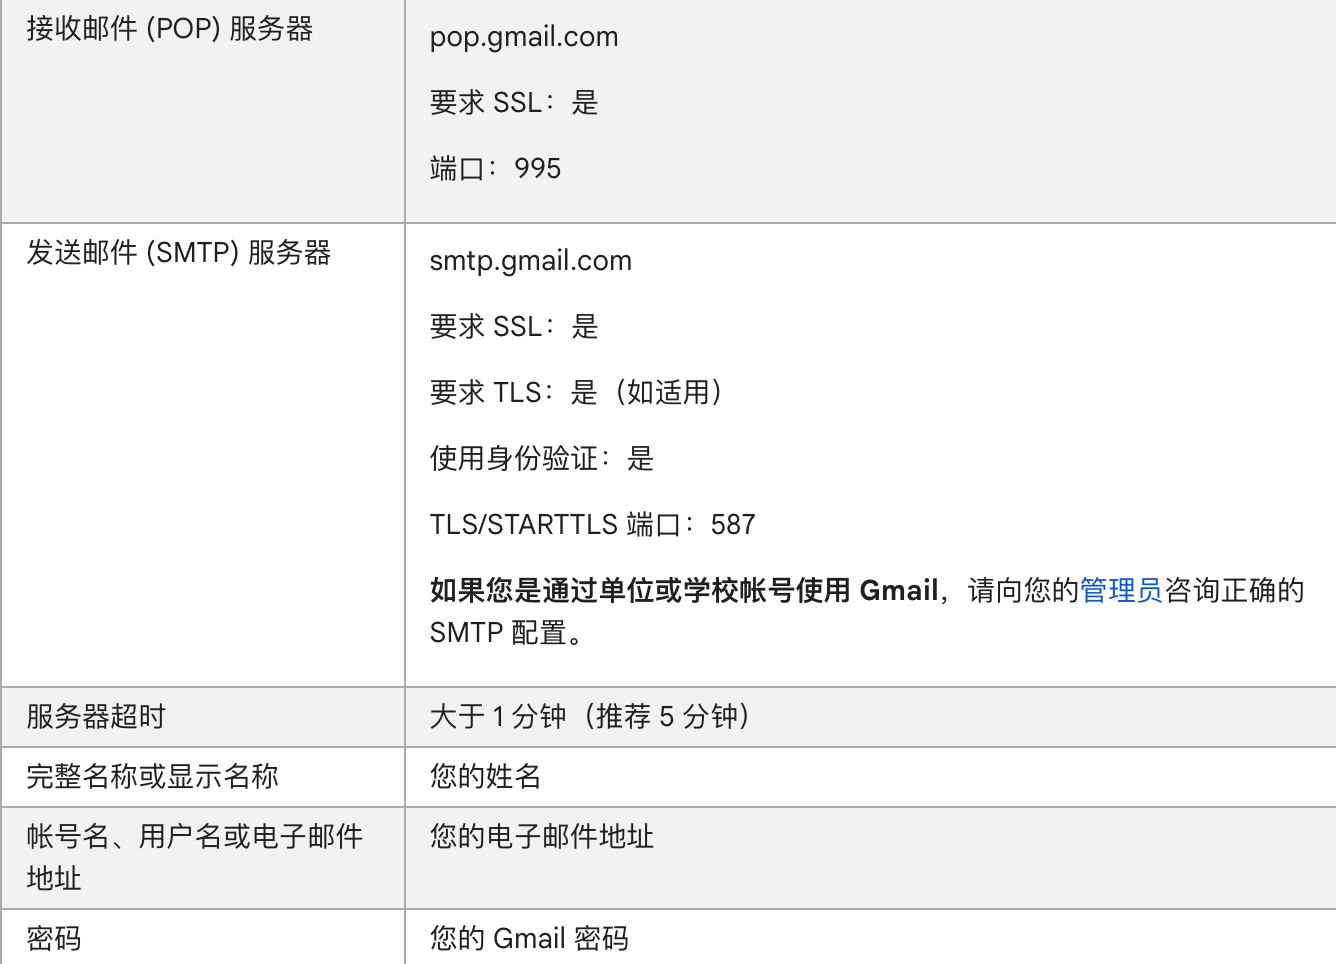 接收邮件 (POP) 服务器
pop.gmail.com
要求 SSL：是
端口：995
发送邮件 (SMTP) 服务器
smtp.gmail.com
要求 SSL：是
要求 TLS：是（如适用）
使用身份验证：是
TLS/STARTTLS 端口：587
如果您是通过单位或学校帐号使用 Gmail，请向您的管理员咨询正确的
SMTP 配置。
服务器超时
大于 1 分钟（推荐 5 分钟）
完整名称或显示名称
您的姓名
帐号名、用户名或电子邮件
地址
您的电子邮件地址
密码
您的 Gmail 密码